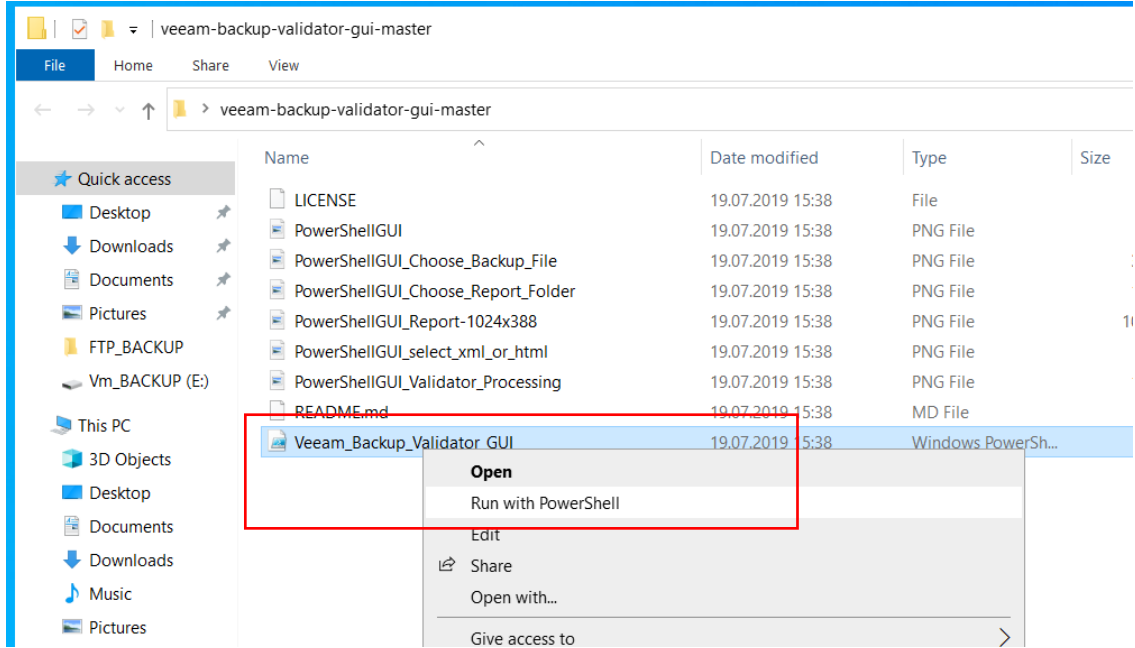 veeam-backup-validator-gui-master
File Home Share View
veeam-backup-validator-gui-master
Name Date modified Type Size
Quick access
Desktop
Downloads
Documents
Pictures
FTP_BACKUP
Vm_BACKUP (E:)
This PC
3D Objects
Desktop
Documents
Downloads
Music
Pictures
LICENSE 19.07.2019 15:38 File
PowerShellGUI 19.07.2019 15:38 PNG File
PowerShellGUI_Choose_Backup_File 19.07.2019 15:38 PNG File
PowerShellGUI_Choose_Report_Folder 19.07.2019 15:38 PNG File
PowerShellGUI_Report-1024x388 19.07.2019 15:38 PNG File
PowerShellGUI_select_xml_or_html 19.07.2019 15:38 PNG File
PowerShellGUI_Validator_Processing 19.07.2019 15:38 PNG File
README.md 19.07.2019 15:38 MD File
Veeam_Backup_Validator_GUI 19.07.2019 15:38 Windows PowerSh...
Open
Run with PowerShell
Edit
Share
Open with...
Give access to